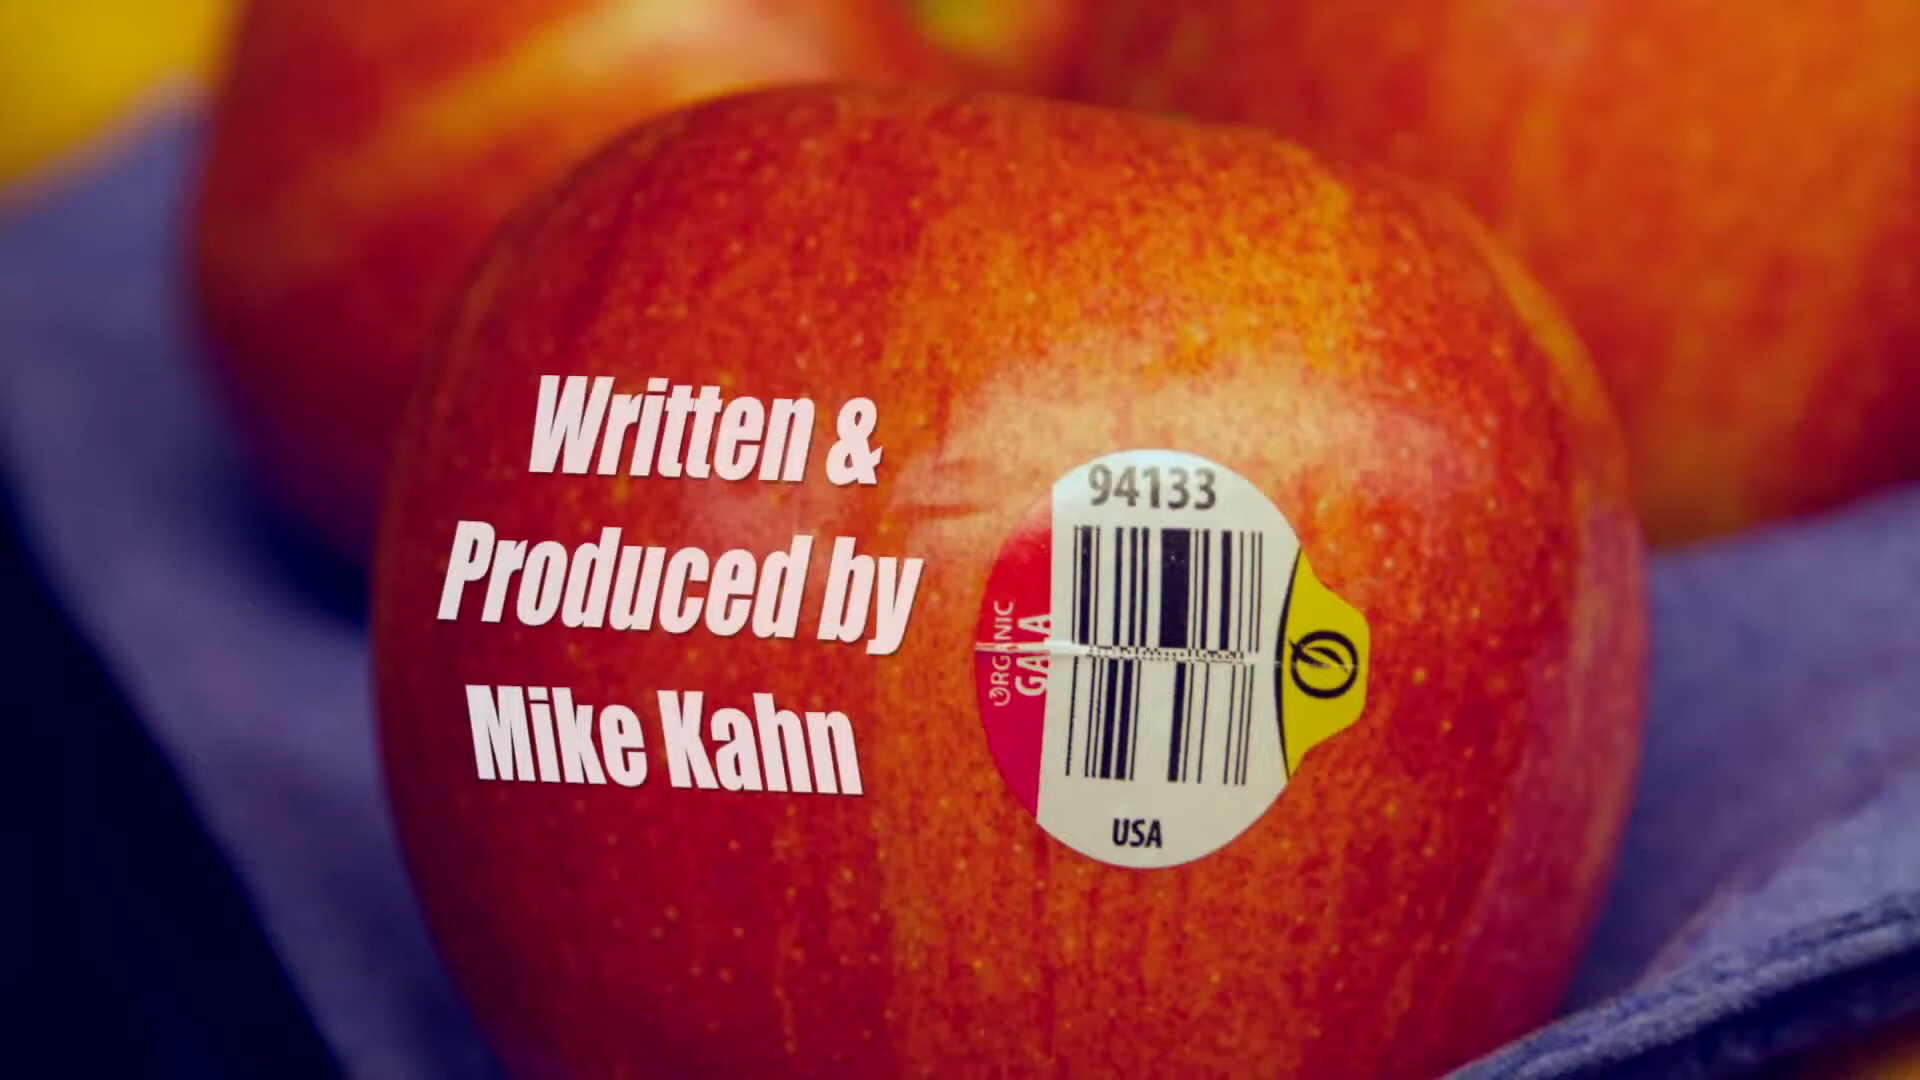 Written &
Produced by
Mike Kahn
94133
ORGANIC
GALA
USA